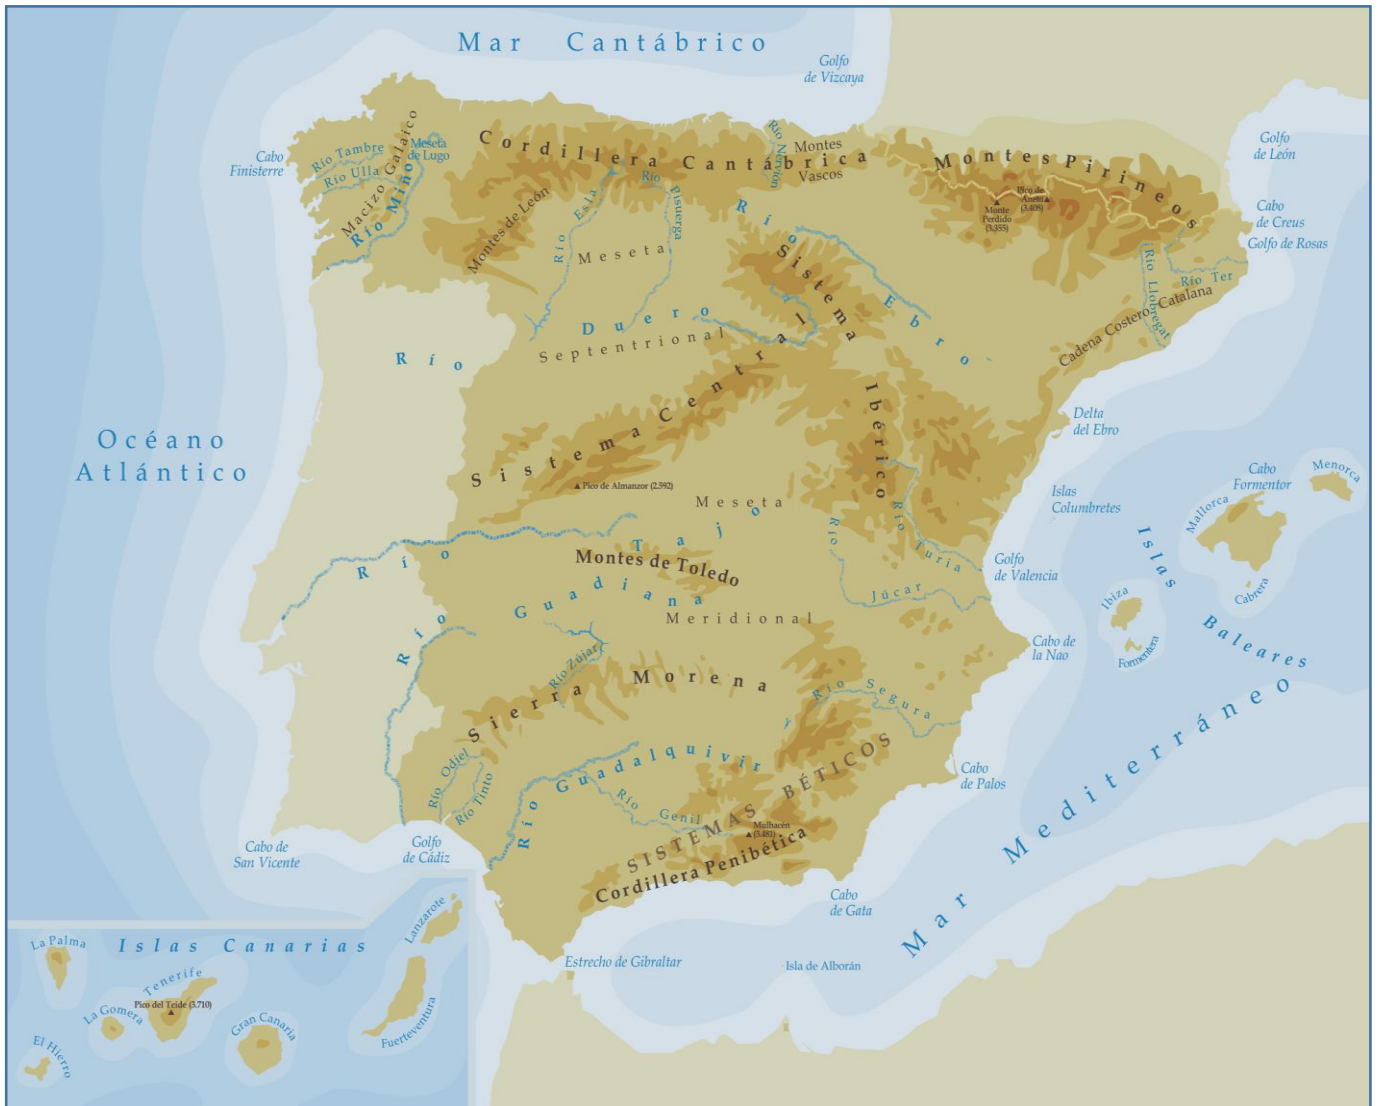 Mar Cantábrico
Golfo
de Vizcaya
Cabo
Finisterre
Río Tambre
Río Ulla
Macizo Galaico
Río Miño
Meseta
de Lugo
Cordillera Cantábrica
Río Nervión
Montes
Vascos
Montes Pirineos
Monte
Perdido
(3.355)
Pico de
Aneto
(3.408)
Golfo
de León
Cabo
de Creus
Golfo de Rosas
Montes de León
Río Esla
Río Pisuerga
Río Ebro
Sistema Ibérico
Río Llobregat
Río Ter
Cadena Costero Catalana
Meseta
Septentrional
Río Duero
Sistema Central
Pico de Almanzor (2.592)
Océano
Atlántico
Delta
del Ebro
Islas
Columbretes
Cabo
Formentor
Menorca
Mallorca
Cabrera
Ibiza
Formentera
Islas Baleares
Meseta
Meridional
Río Tajo
Montes de Toledo
Río Guadiana
Río Turia
Río Júcar
Golfo
de Valencia
Cabo de
la Nao
Río Zújar
Sierra Morena
Río Segura
Río Odiel
Río Tinto
Río Guadalquivir
Río Genil
SISTEMAS BÉTICOS
Mulhacén
(3.481)
Cordillera Penibética
Cabo
de Palos
Mar Mediterráneo
Cabo de
San Vicente
Golfo
de Cádiz
Cabo
de Gata
Estrecho de Gibraltar
Isla de Alborán
Islas Canarias
La Palma
Tenerife
Pico del Teide (3.710)
La Gomera
El Hierro
Gran Canaria
Lanzarote
Fuerteventura